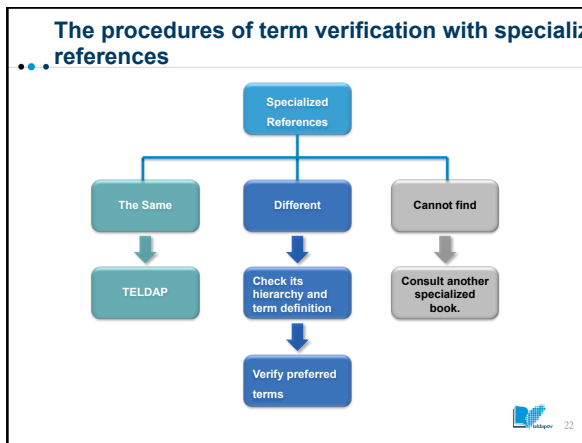 The procedures of term verification with specializ
references
Specialized
References
The Same
Different
Cannot find
TELDAP
Check its
hierarchy and
term definition
Consult another
specialized
book.
Verify preferred
terms
22